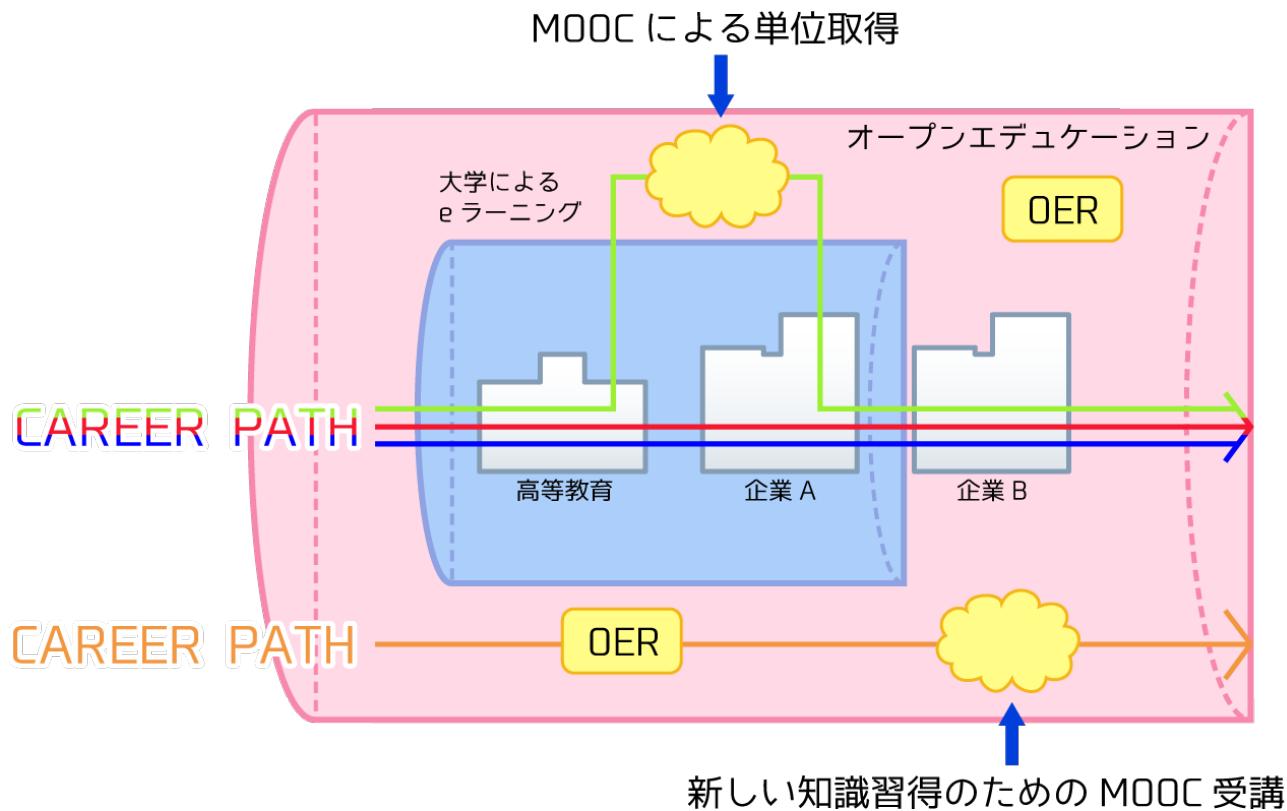 MOOC による単位取得
オープンエデュケーション
大学による
e ラーニング
OER
CAREER PATH
高等教育
企業 A
企業 B
CAREER PATH
OER
新しい知識習得のための MOOC 受講